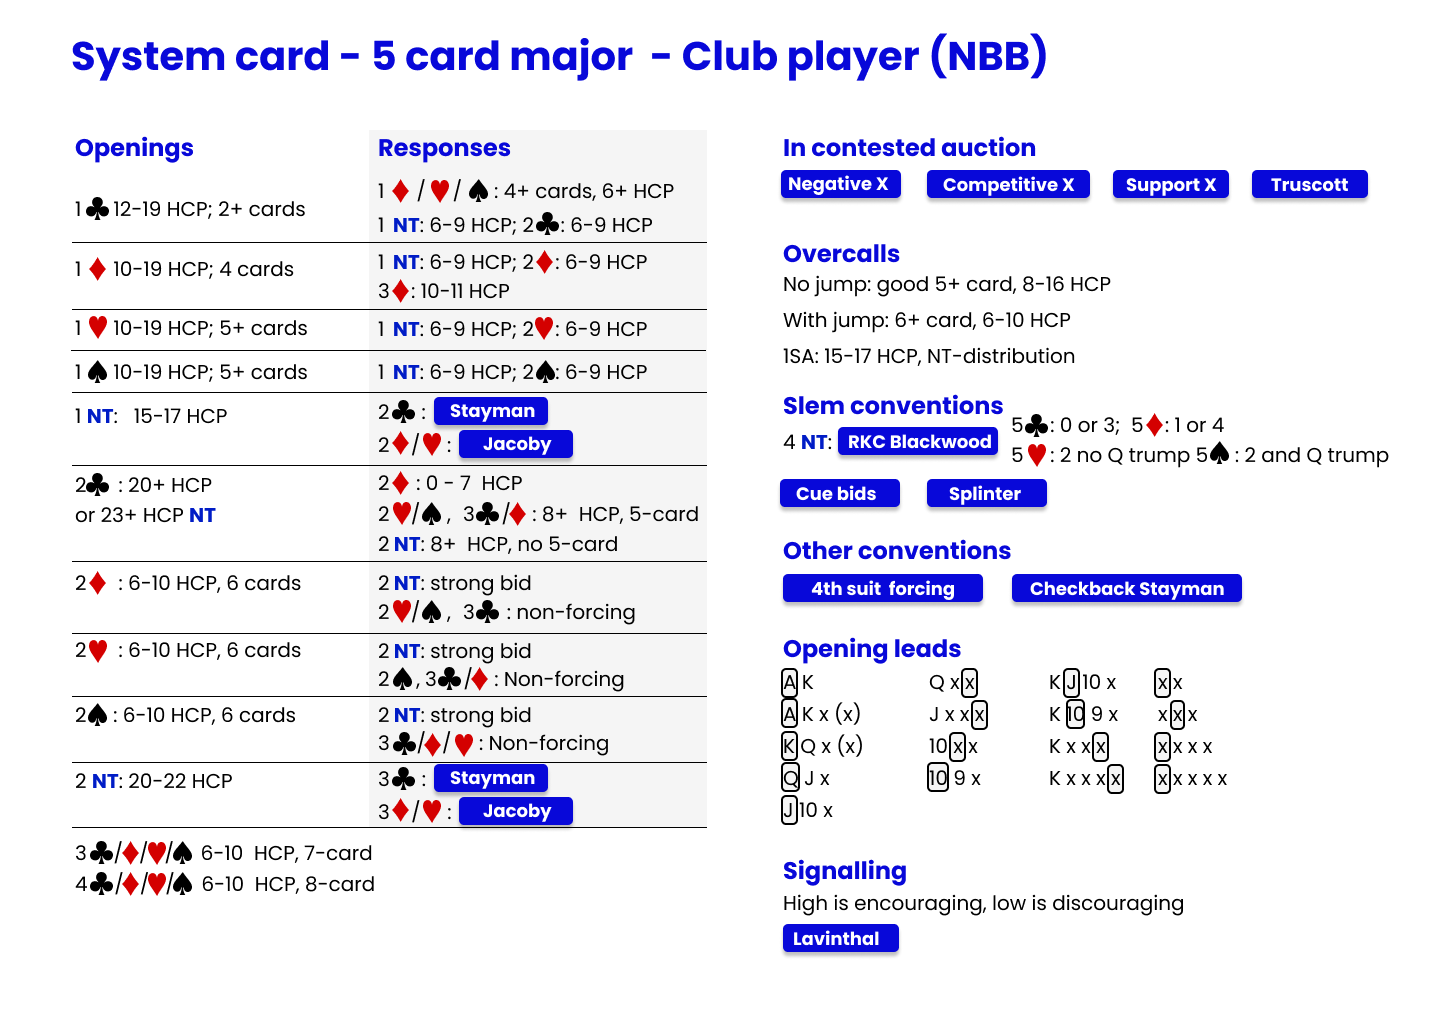 System card - 5 card major - Club player (NBB)
Openings
Responses
1 ♣ 12-19 HCP; 2+ cards
1 ♦ / ♥ / ♠ : 4+ cards, 6+ HCP
1 NT: 6-9 HCP; 2♣: 6-9 HCP
1 ♦ 10-19 HCP; 4 cards
1 NT: 6-9 HCP; 2♦: 6-9 HCP
3♦: 10-11 HCP
1 ♥ 10-19 HCP; 5+ cards
1 NT: 6-9 HCP; 2♥: 6-9 HCP
1 ♠ 10-19 HCP; 5+ cards
1 NT: 6-9 HCP; 2♠: 6-9 HCP
1 NT: 15-17 HCP
2♣ : Stayman
2♦/♥ : Jacoby
2♣ : 20+ HCP
or 23+ HCP NT
2♦ : 0 - 7 HCP
2♥/♠ , 3♣/♦ : 8+ HCP, 5-card
2 NT: 8+ HCP, no 5-card
2♦ : 6-10 HCP, 6 cards
2 NT: strong bid
2♥/♠ , 3♣ : non-forcing
2♥ : 6-10 HCP, 6 cards
2 NT: strong bid
2♠ , 3♣/♦ : Non-forcing
2♠ : 6-10 HCP, 6 cards
2 NT: strong bid
3♣/♦/♥ : Non-forcing
2 NT: 20-22 HCP
3♣ : Stayman
3♦/♥ : Jacoby
3♣/♦/♥/♠ 6-10 HCP, 7-card
4♣/♦/♥/♠ 6-10 HCP, 8-card
In contested auction
Negative X Competitive X Support X Truscott
Overcalls
No jump: good 5+ card, 8-16 HCP
With jump: 6+ card, 6-10 HCP
1SA: 15-17 HCP, NT-distribution
Slem conventions
4 NT: RKC Blackwood
5♣: 0 or 3; 5♦: 1 or 4
5♥: 2 no Q trump 5♠ : 2 and Q trump
Cue bids Splinter
Other conventions
4th suit forcing Checkback Stayman
Opening leads
A K Q x x K J 10 x x x
A K x (x) J x x x K 10 9 x x x x
K Q x (x) 10 x x K x x x x x x x
Q J x 10 9 x K x x x x x x x x x
J 10 x
Signalling
High is encouraging, low is discouraging
Lavinthal